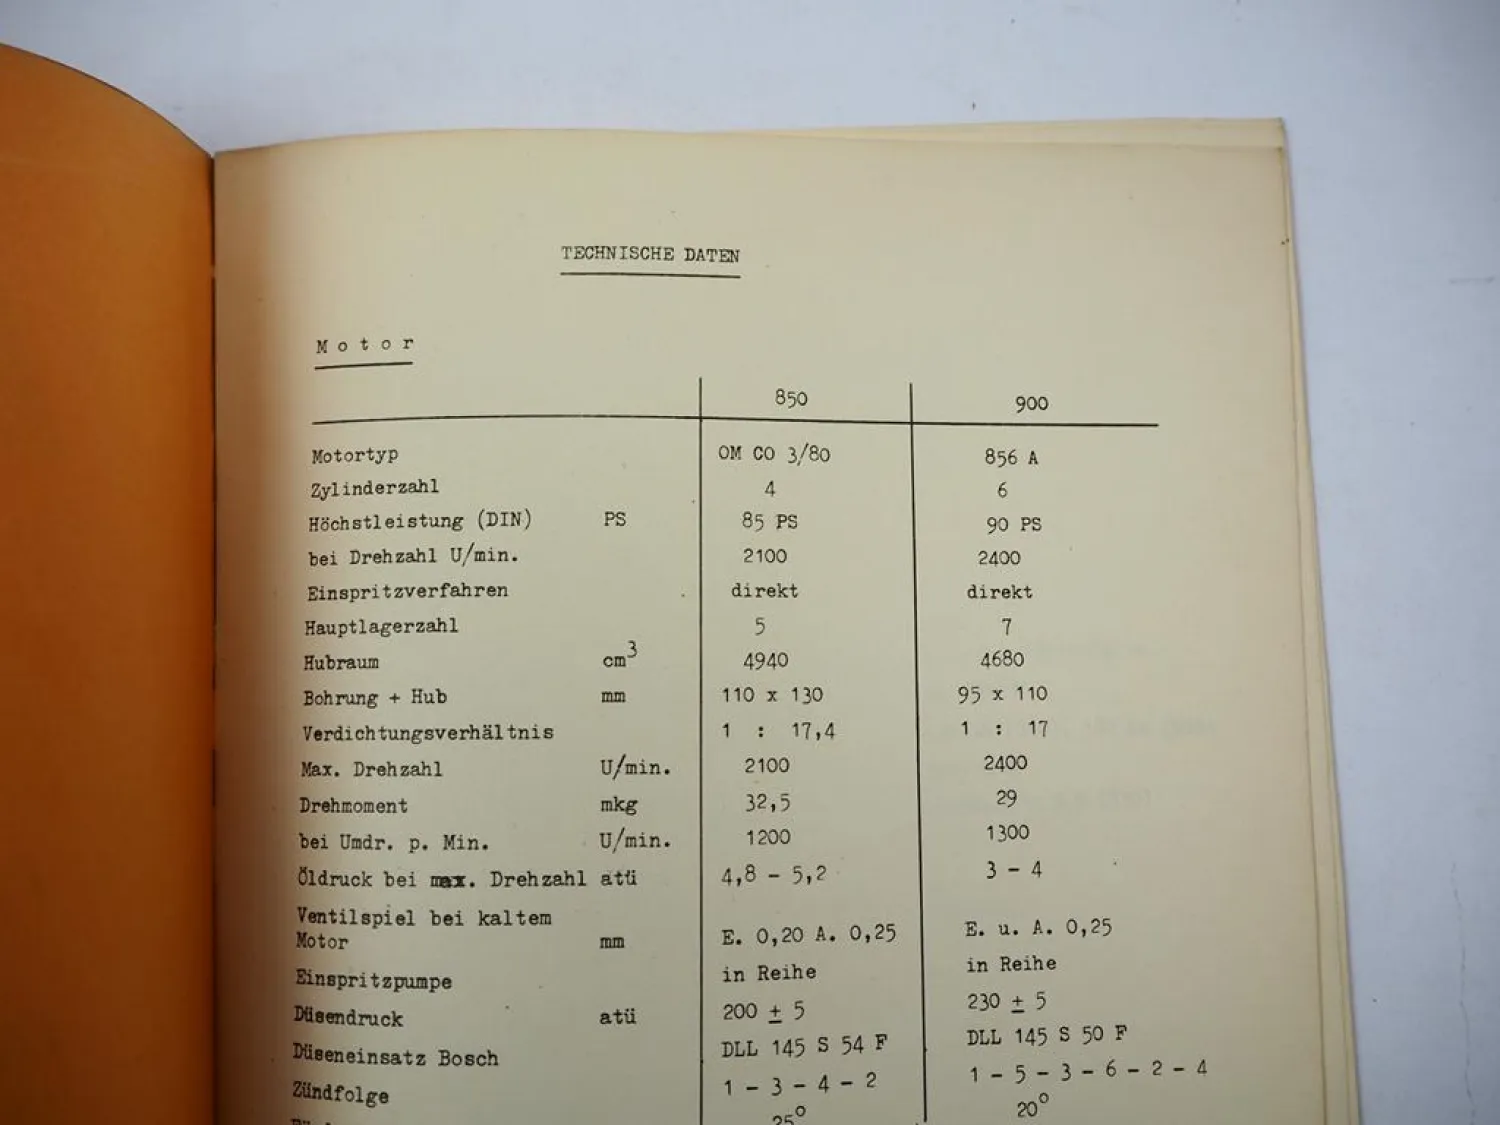 TECHNISCHE DATEN
Motor
850 900
Motortyp OM CO 3/80 856 A
Zylinderzahl 4 6
Höchstleistung (DIN) PS 85 PS 90 PS
bei Drehzahl U/min. 2100 2400
Einspritzverfahren direkt direkt
Hauptlagerzahl 5 7
Hubraum cm³ 4940 4680
Bohrung + Hub mm 110 x 130 95 x 110
Verdichtungsverhältnis 1 : 17,4 1 : 17
Max. Drehzahl U/min. 2100 2400
Drehmoment mkg 32,5 29
bei Umdr. p. Min. U/min. 1200 1300
Öldruck bei max. Drehzahl atü 4,8 - 5,2 3 - 4
Ventilspiel bei kaltem
Motor mm E. 0,20 A. 0,25 E. u. A. 0,25
Einspritzpumpe in Reihe in Reihe
Düsendruck atü 200 ± 5 230 ± 5
Düseneinsatz Bosch DLL 145 S 54 F DLL 145 S 50 F
Zündfolge 1 - 3 - 4 - 2 1 - 5 - 3 - 6 - 2 - 4
25° 20°